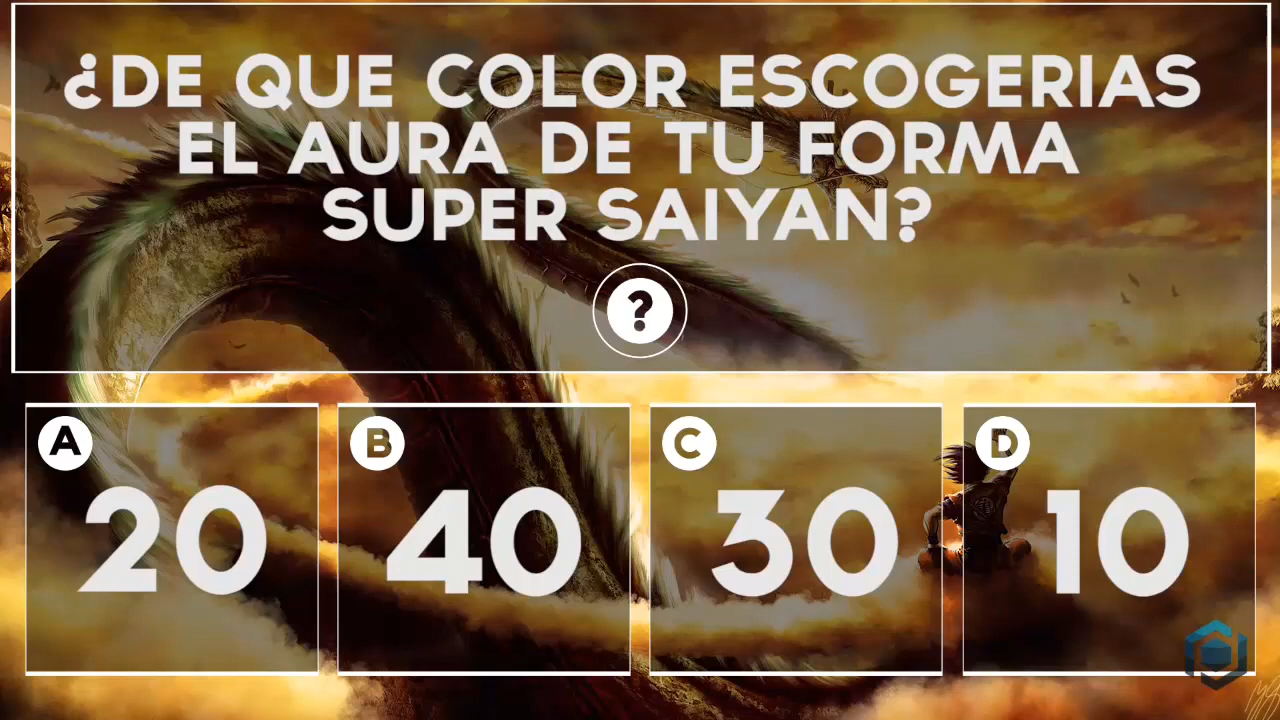 ¿DE QUE COLOR ESCOGERIAS
EL AURA DE TU FORMA
SUPER SAIYAN?
?
A
20
B
40
C
30
D
10